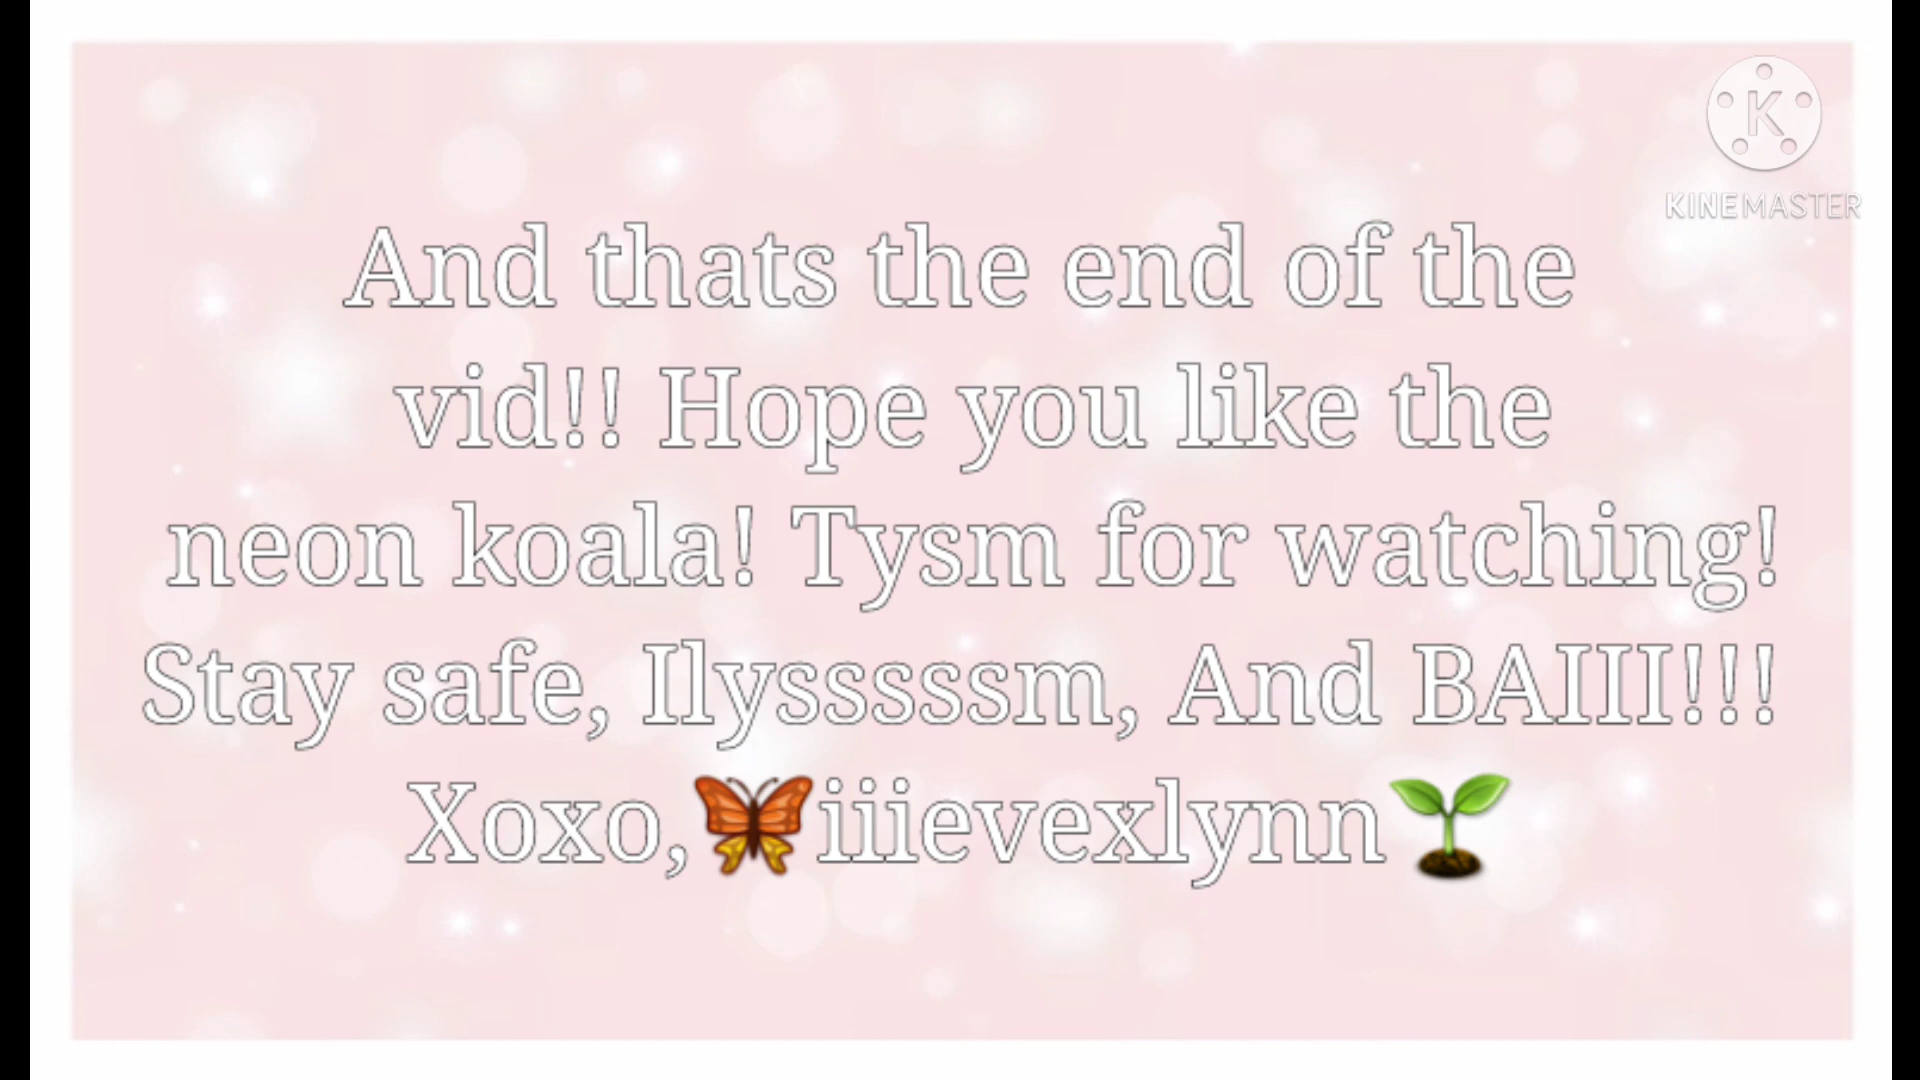 K
KINEMASTER
And thats the end of the
vid!! Hope you like the
neon koala! Tysm for watching!
Stay safe, Ilysssssm, And BAIII!!!
Xoxo,🦋iiievexlynn🌱